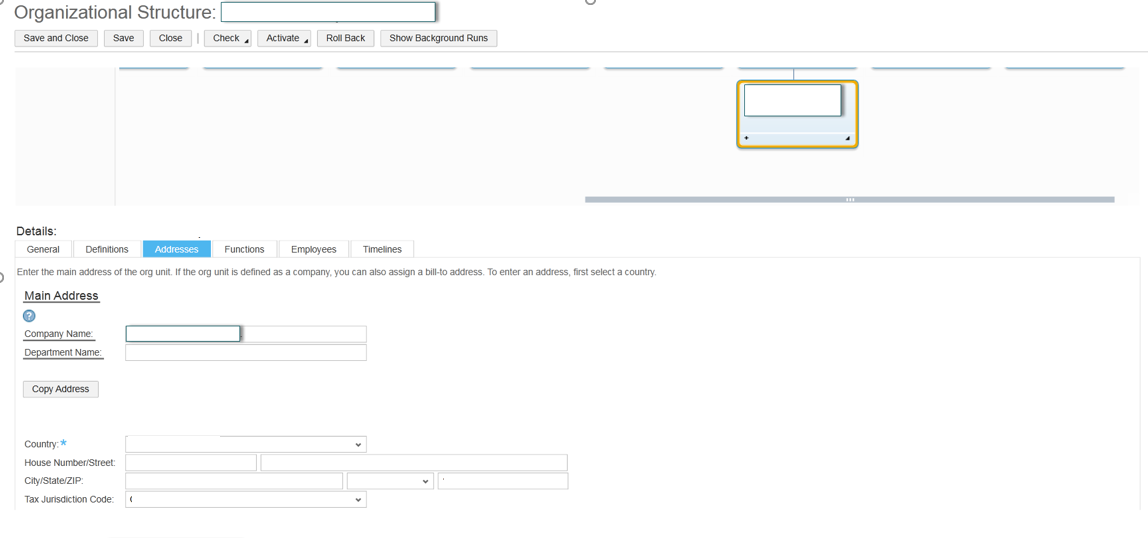 Organizational Structure:
Save and Close Save Close | Check Activate Roll Back Show Background Runs
Details:
General Definitions Addresses Functions Employees Timelines
Enter the main address of the org unit. If the org unit is defined as a company, you can also assign a bill-to address. To enter an address, first select a country.
Main Address
?
Company Name:
Department Name:
Copy Address
Country:*
House Number/Street:
City/State/ZIP:
Tax Jurisdiction Code: